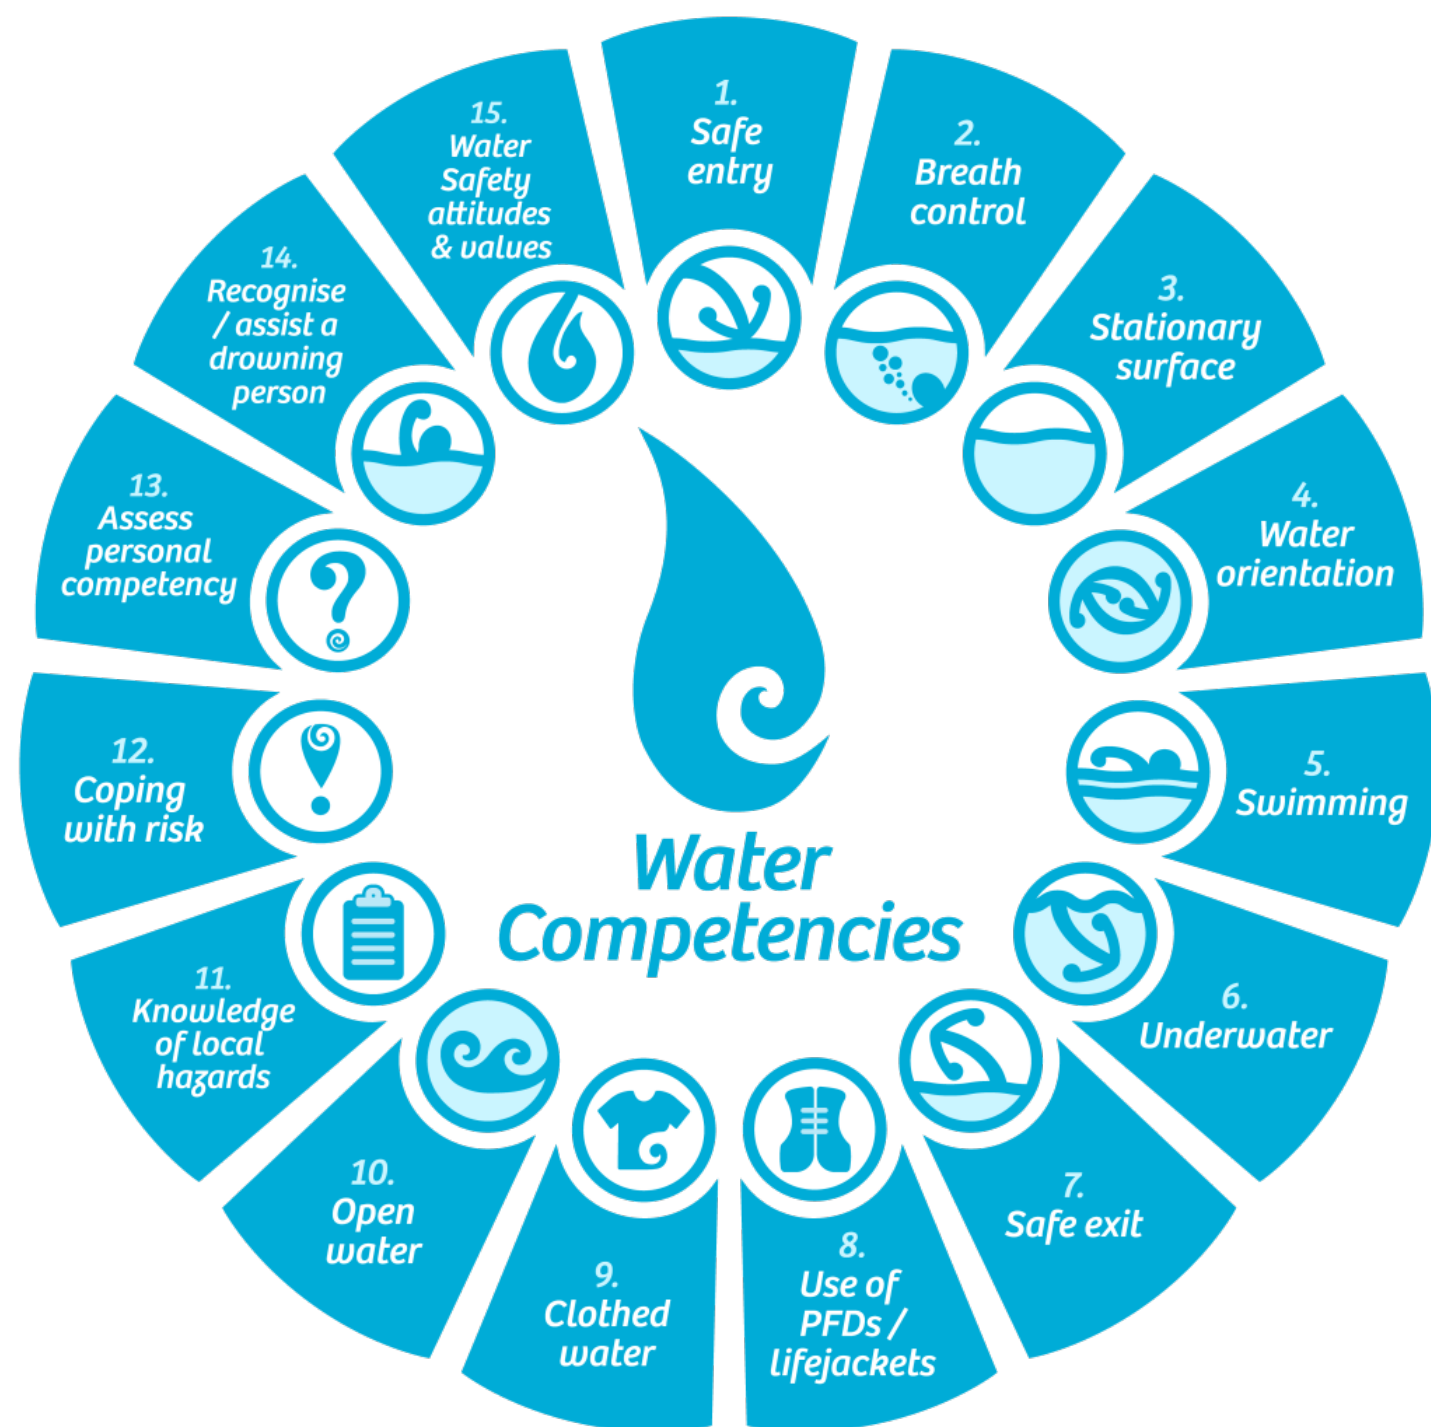 1.
Safe
entry
2.
Breath
control
3.
Stationary
surface
4.
Water
orientation
5.
Swimming
6.
Underwater
7.
Safe exit
8.
Use of
PFDs /
lifejackets
9.
Clothed
water
10.
Open
water
11.
Knowledge
of local
hazards
12.
Coping
with risk
13.
Assess
personal
competency
14.
Recognise
/ assist a
drowning
person
15.
Water
Safety
attitudes
& values
Water
Competencies